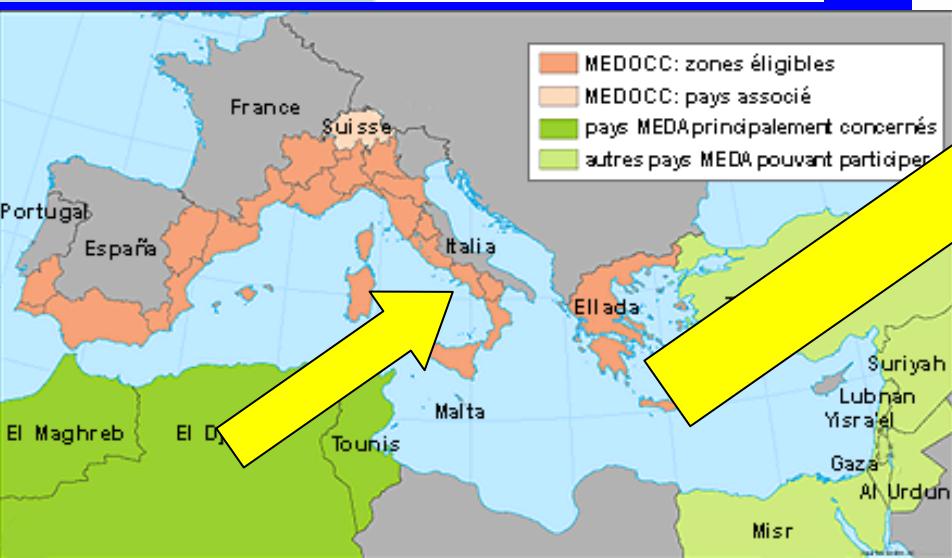 MEDOCC: zones éligibles
MEDOCC: pays associé
pays MEDA principalement concernés
autres pays MEDA pouvant participer
France
Suisse
Portugal
España
Italia
Ellada
Suriyah
Lubnan
Yisra'el
Malta
El Maghreb
Tounis
Gaza
Al Urdun
Misr